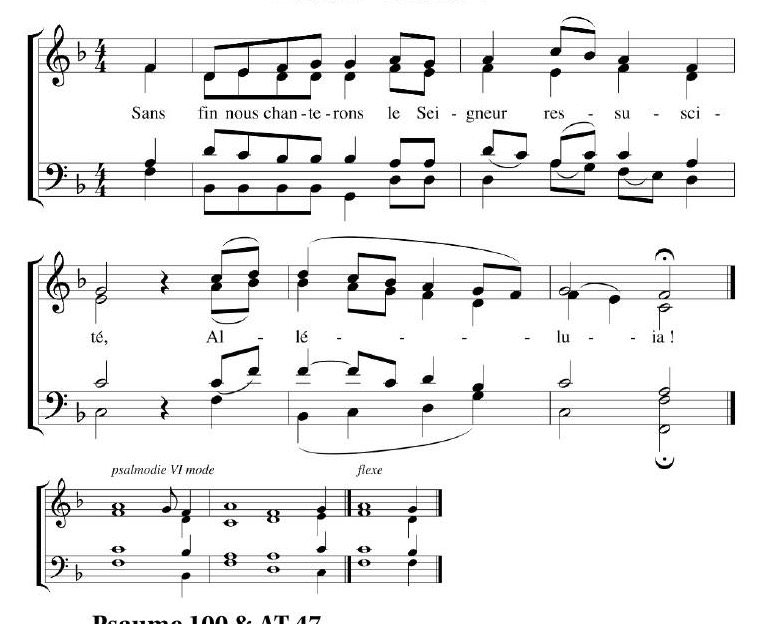 Sans fin nous chan - te - rons le Sei - gneur res - su - sci -
té, Al - lé - - - - - lu - - ia !
psalmodie VI mode flexe
Psaume 100 & AT 47